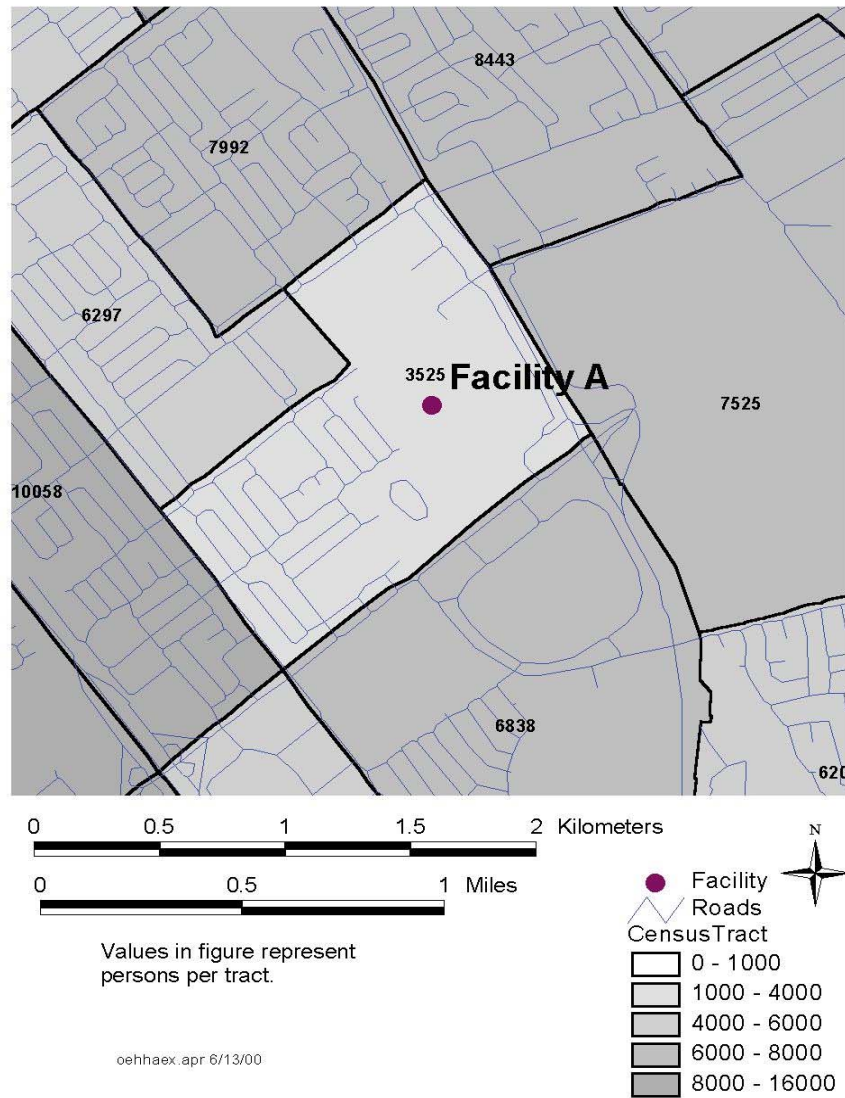 8443
7992
6297
3525 Facility A
7525
10058
6838
620
0 0.5 1 1.5 2 Kilometers
0 0.5 1 Miles
Values in figure represent
persons per tract.
oehhaex.apr 6/13/00
N
Facility
Roads
CensusTract
0 - 1000
1000 - 4000
4000 - 6000
6000 - 8000
8000 - 16000